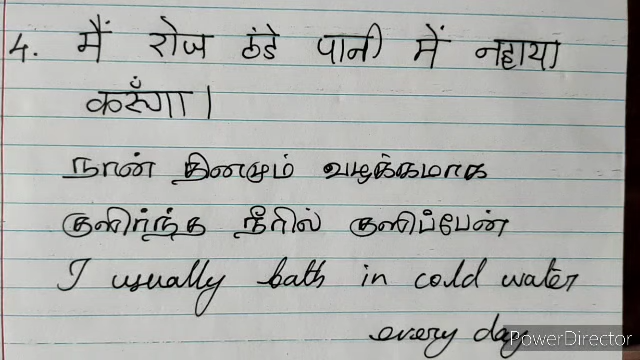 4. मैं रोज ठंडे पानी में नहाया
करुँगा।
நான் தினமும் வழக்கமாக
குளிர்ந்த நீரில் குளிப்பேன்
I usually bath in cold water
every day
PowerDirector